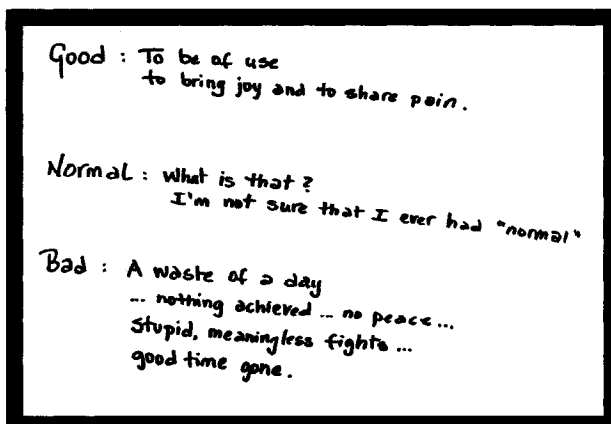 Good : To be of use
to bring joy and to share pain.
Normal : What is that ?
I'm not sure that I ever had "normal"
Bad : A waste of a day
... nothing achieved ... no peace ...
stupid, meaningless fights ...
good time gone.